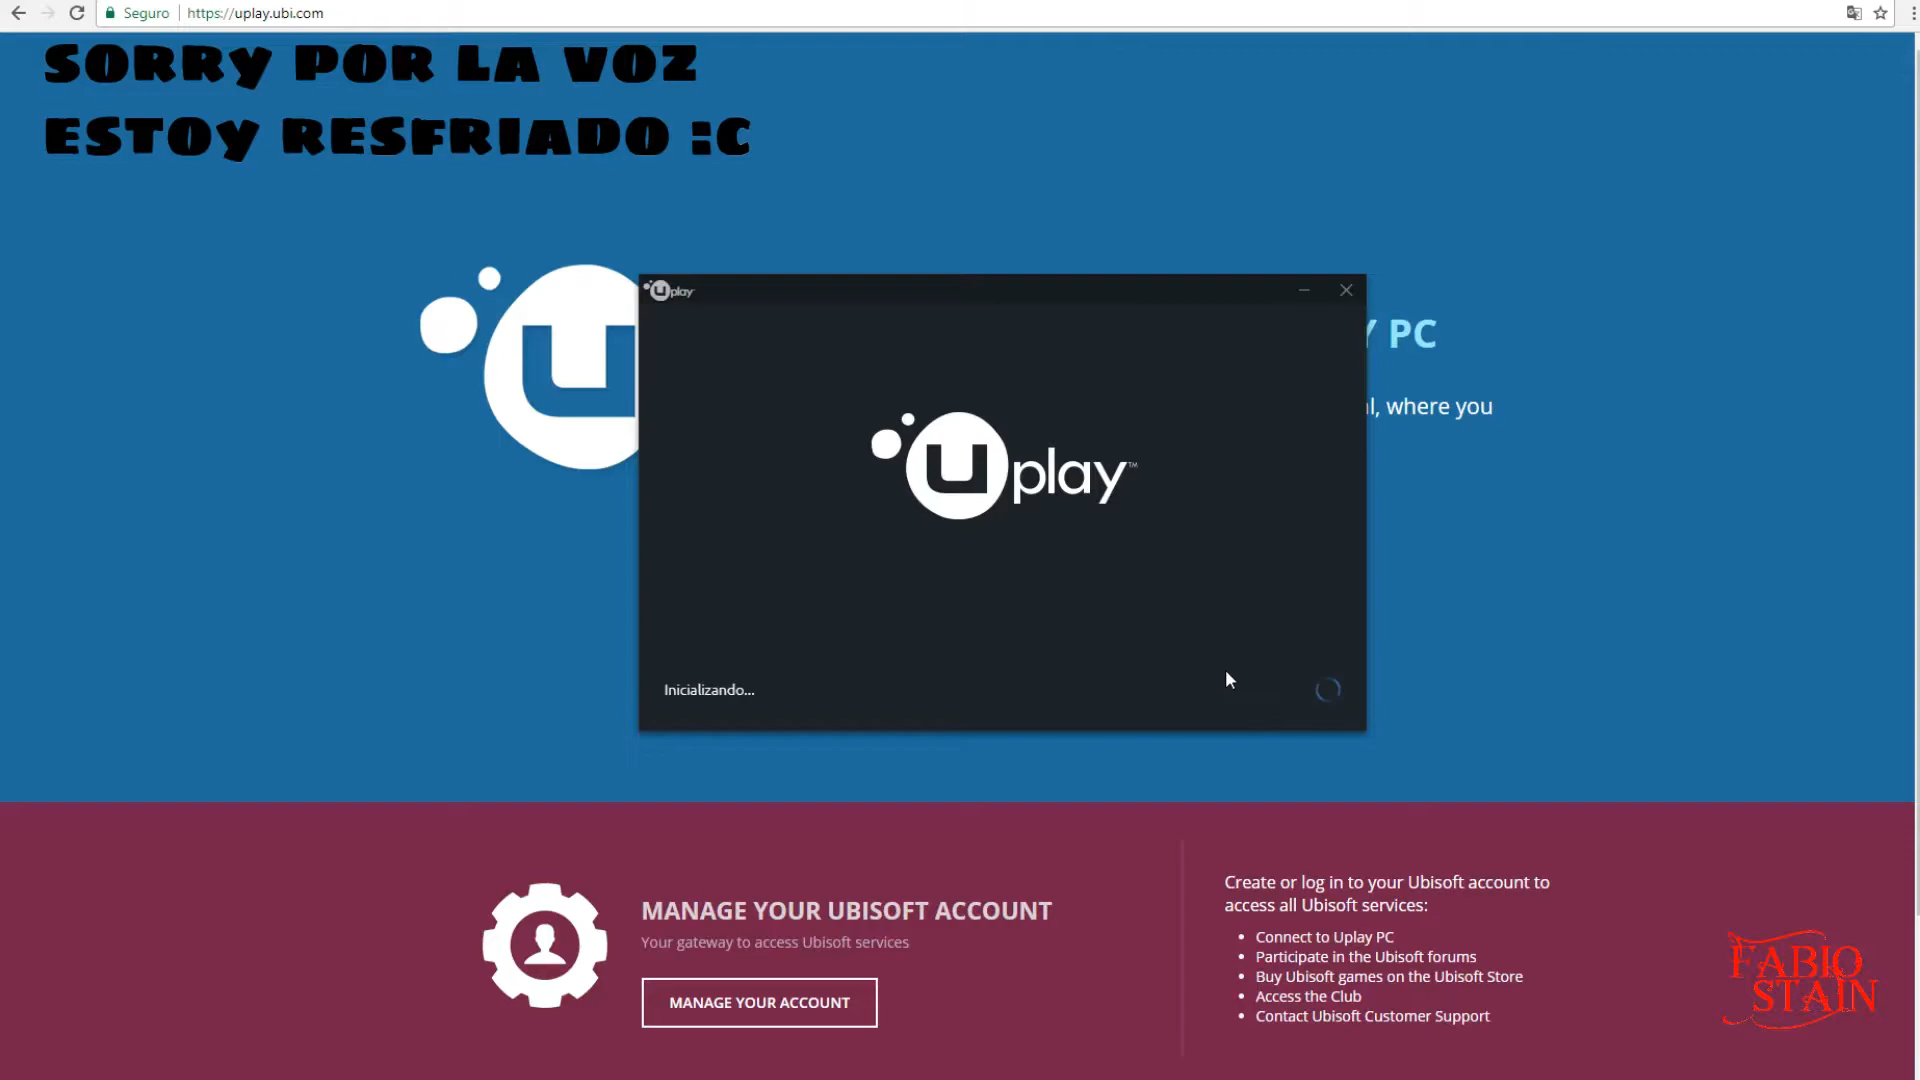 Seguro
https://uplay.ubi.com
SORRY POR LA VOZ
ESTOY RESFRIADO :C
Uplay
Uplay™
PC
, where you
Inicializando...
MANAGE YOUR UBISOFT ACCOUNT
Your gateway to access Ubisoft services
MANAGE YOUR ACCOUNT
Create or log in to your Ubisoft account to
access all Ubisoft services:
• Connect to Uplay PC
• Participate in the Ubisoft forums
• Buy Ubisoft games on the Ubisoft Store
• Access the Club
• Contact Ubisoft Customer Support
FABIO
STAIN